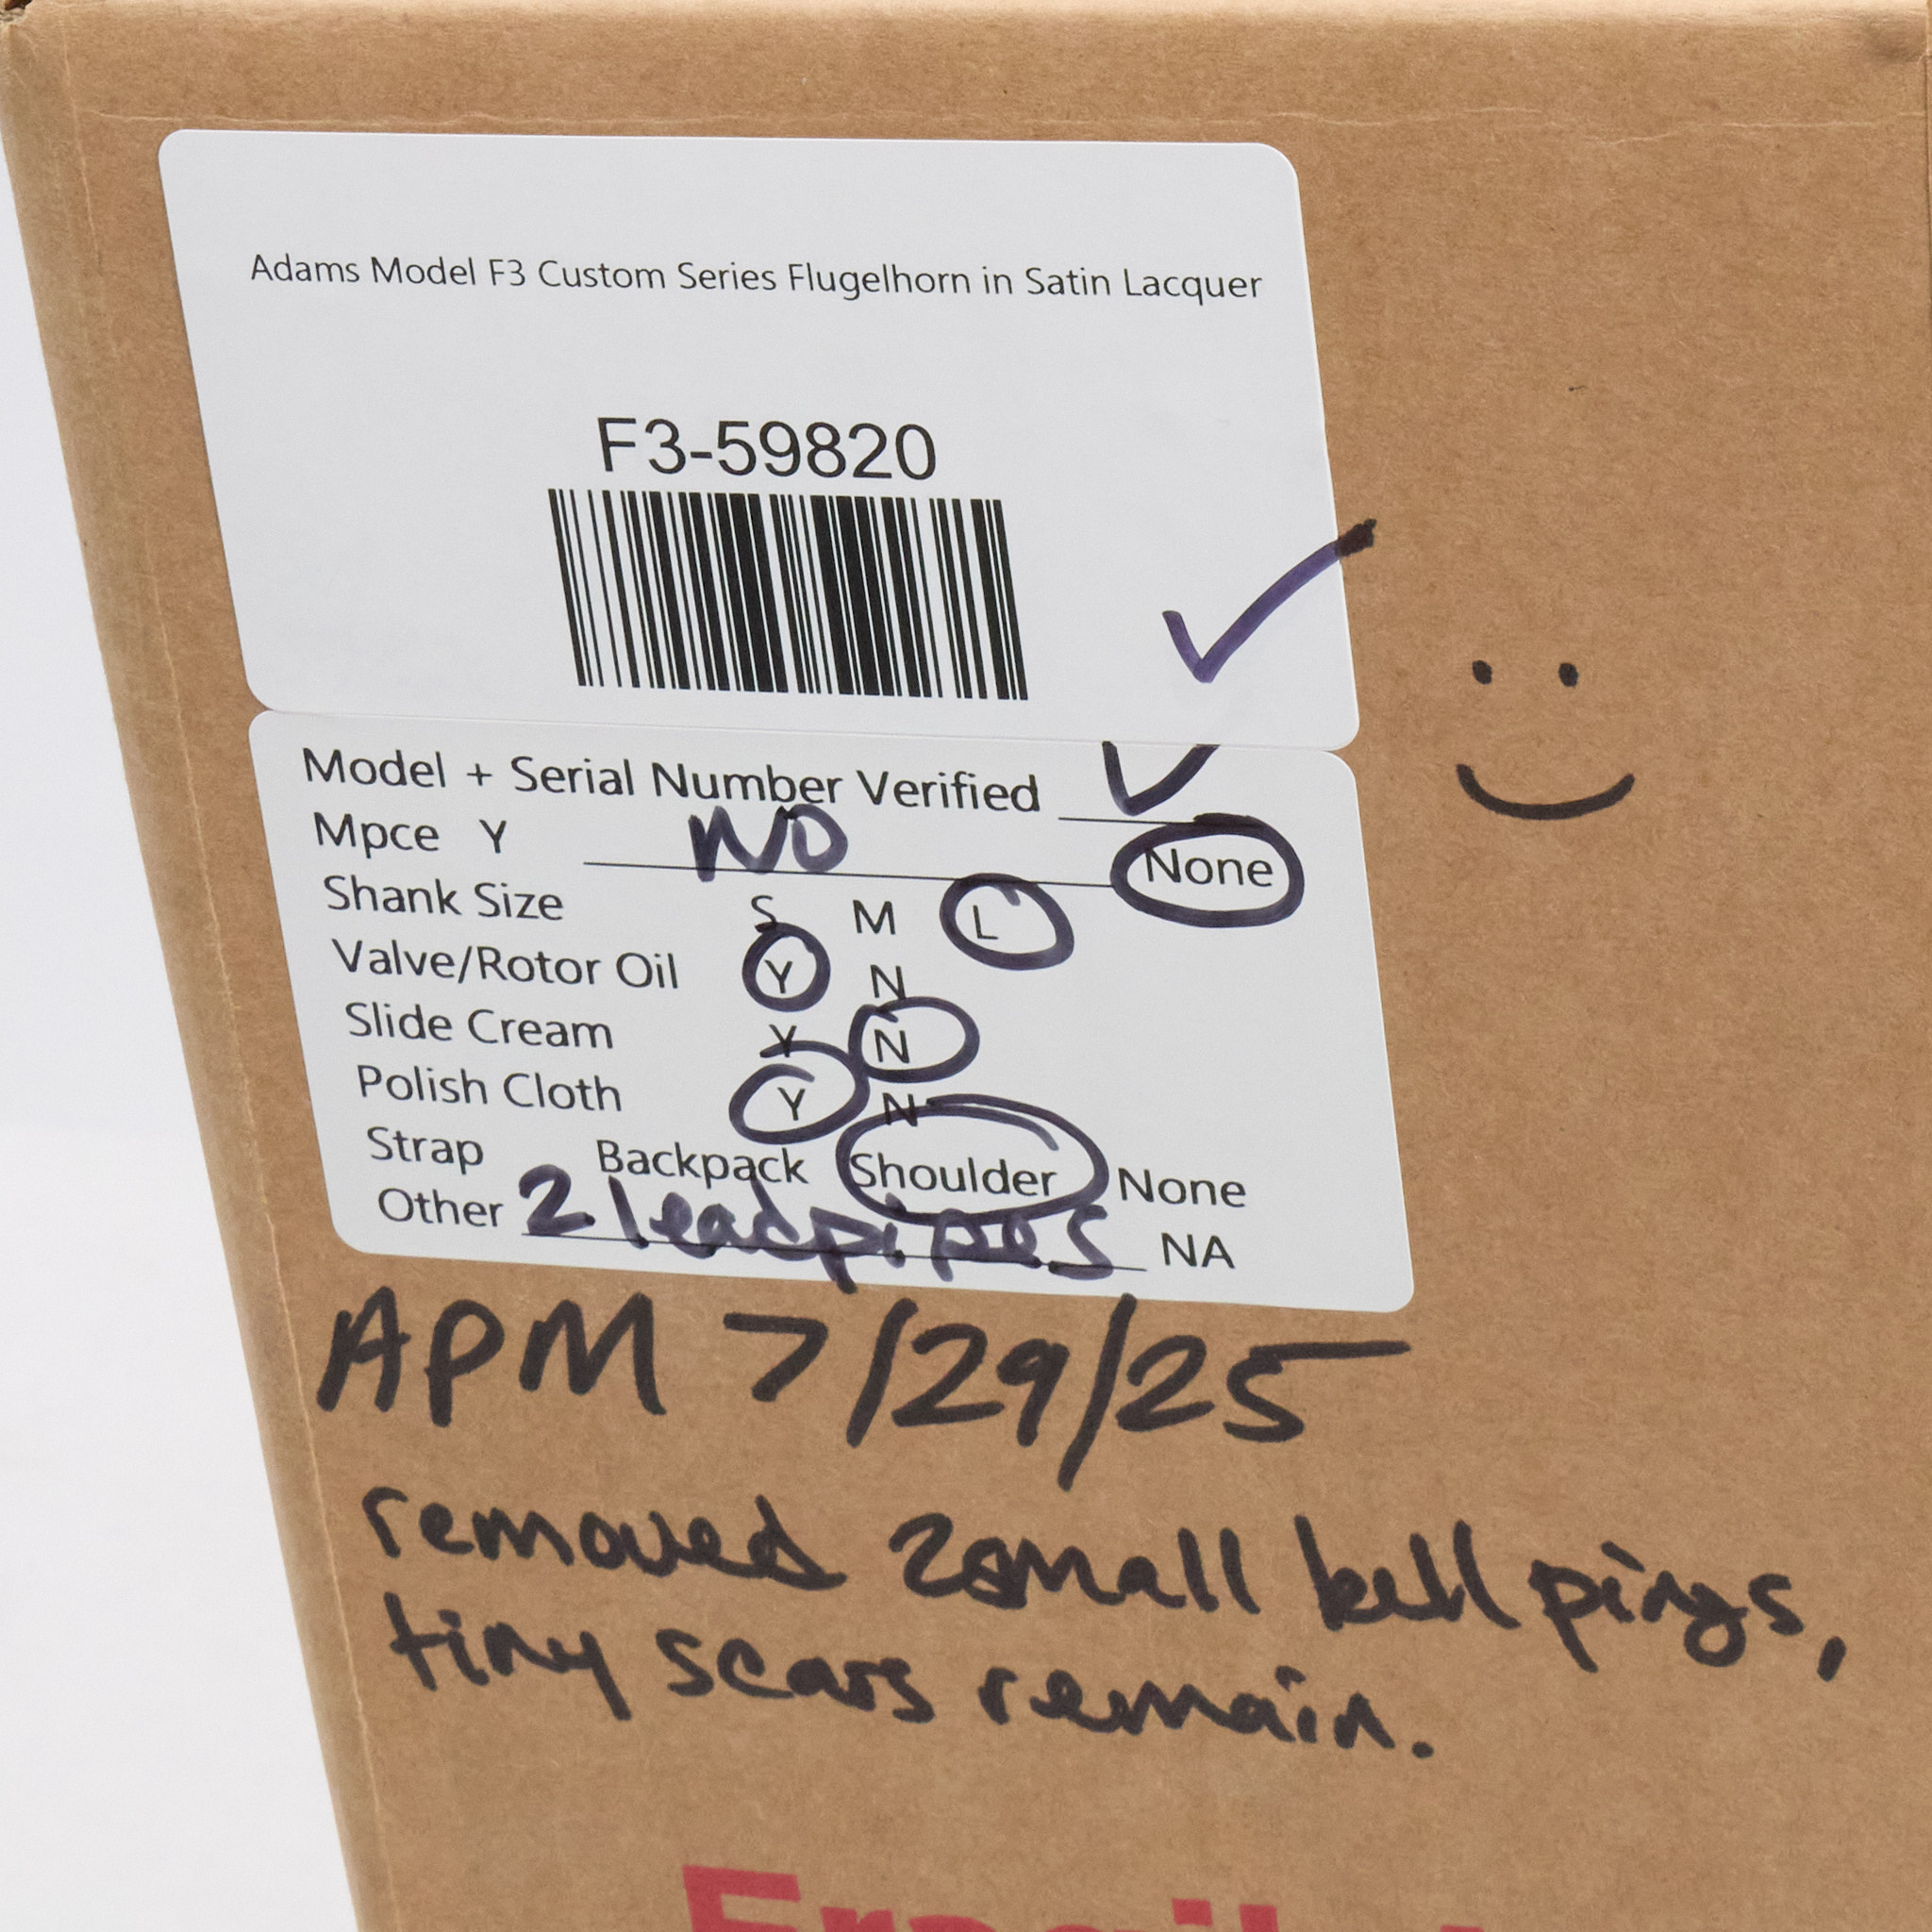 Adams Model F3 Custom Series Flugelhorn in Satin Lacquer
F3-59820
Model + Serial Number Verified
Mpce Y NO None
Shank Size S M L
Valve/Rotor Oil Y N
Slide Cream Y N
Polish Cloth Y N
Strap Backpack Shoulder None
Other 2 leadpipes NA
APM 7/29/25
removed 2 small bell pings,
tiny scars remain.